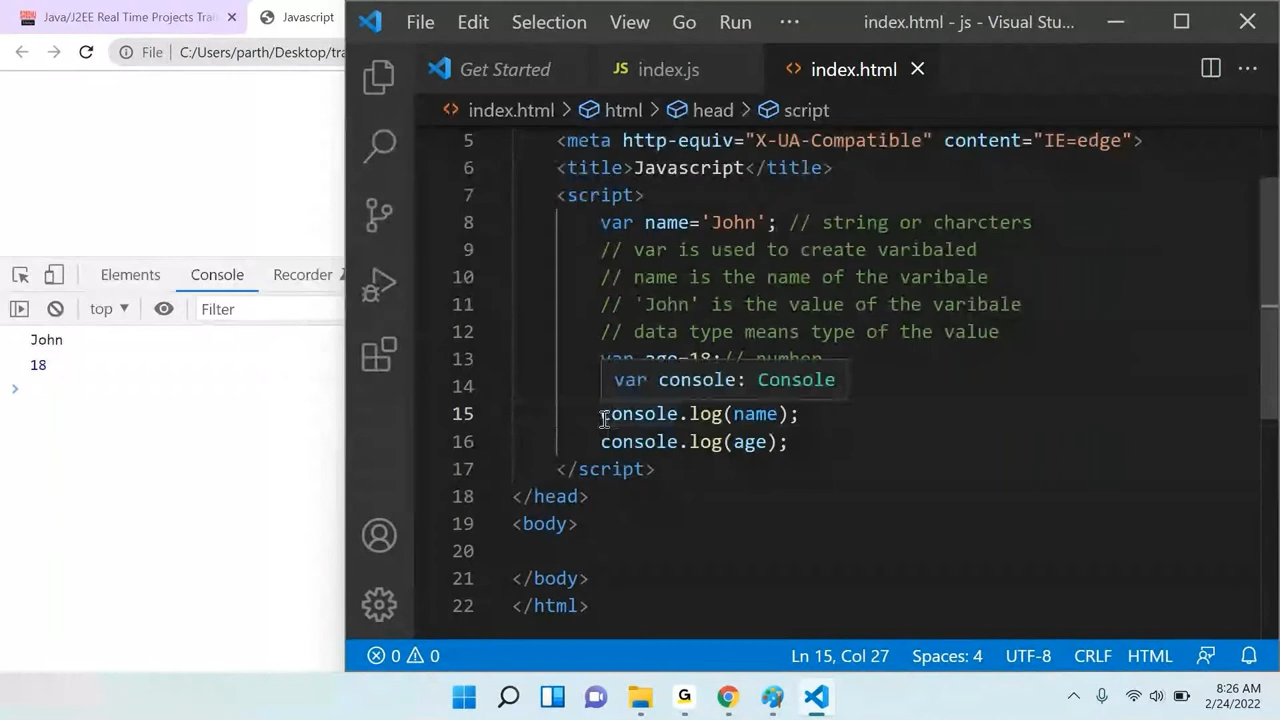 Java/J2EE Real Time Projects Trai
Javascript
File Edit Selection View Go Run ··· index.html - js - Visual Stu...
File C:/Users/parth/Desktop/tra
Get Started JS index.js <> index.html
<> index.html > html > head > script
5 <meta http-equiv="X-UA-Compatible" content="IE=edge">
6 <title>Javascript</title>
7 <script>
8 var name='John'; // string or charcters
9 // var is used to create varibaled
10 // name is the name of the varibale
11 // 'John' is the value of the varibale
12 // data type means type of the value
13 var age=18;// number
14 var console: Console
15 console.log(name);
16 console.log(age);
17 </script>
18 </head>
19 <body>
20
21 </body>
22 </html>
Elements Console Recorder
top Filter
John
18
0 0 Ln 15, Col 27 Spaces: 4 UTF-8 CRLF HTML
G
8:26 AM
2/24/2022